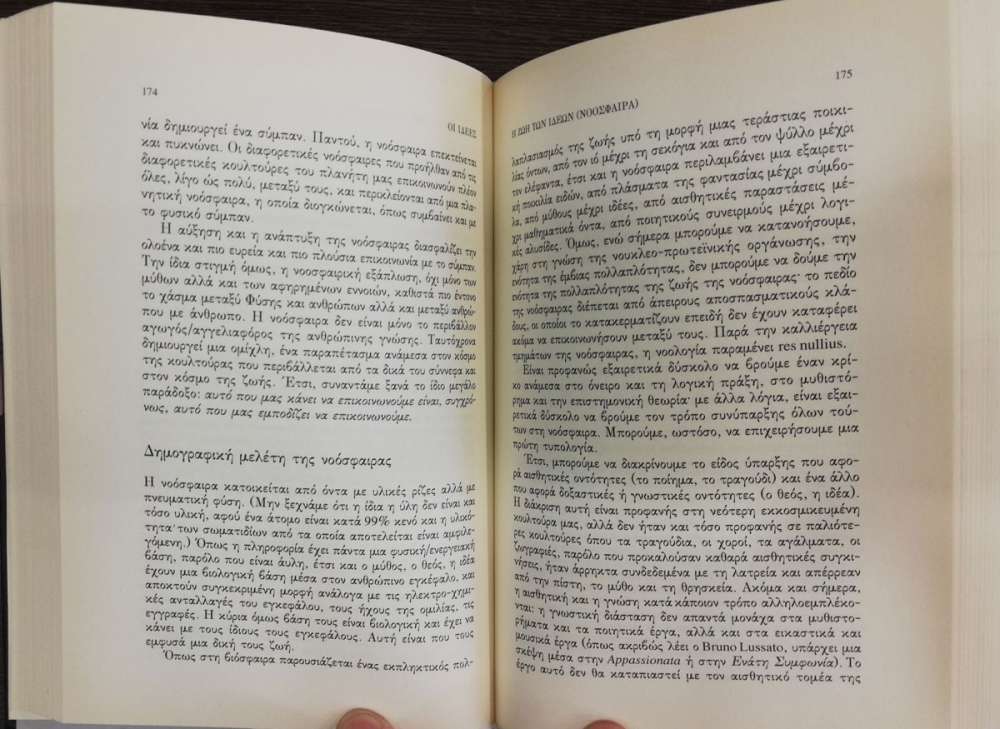 174
ΟΙ ΙΔΕΕΣ
νία δημιουργεί ένα σύμπαν. Παντού, η νοόσφαιρα επεκτείνεται
και πυκνώνει. Οι διαφορετικές νοόσφαιρες που προήλθαν από τις
διαφορετικές κουλτούρες του πλανήτη μας επικοινωνούν πλέον
όλες, λίγο ώς πολύ, μεταξύ τους, και περικλείονται από μια πλα-
νητική νοόσφαιρα, η οποία διογκώνεται, όπως συμβαίνει και με
το φυσικό σύμπαν.
Η αύξηση και η ανάπτυξη της νοόσφαιρας διασφαλίζει την
ολοένα και πιο ευρεία και πιο πλούσια επικοινωνία με το σύμπαν.
Την ίδια στιγμή όμως, η νοοσφαιρική εξάπλωση, όχι μόνο των
μύθων αλλά και των αφηρημένων εννοιών, καθιστά πιο έντονο
το χάσμα μεταξύ Φύσης και ανθρώπων αλλά και μεταξύ ανθρώ-
που με άνθρωπο. Η νοόσφαιρα δεν είναι μόνο το περιβάλλον
αγωγός/αγγελιαφόρος της ανθρώπινης γνώσης. Ταυτόχρονα
δημιουργεί μια ομίχλη, ένα παραπέτασμα ανάμεσα στον κόσμο
της κουλτούρας που περιβάλλεται από τα δικά του σύννεφα και
στον κόσμο της ζωής. Έτσι, συναντάμε ξανά το ίδιο μεγάλο
παράδοξο: αυτό που μας κάνει να επικοινωνούμε είναι, συγχρό-
νως, αυτό που μας εμποδίζει να επικοινωνούμε.
Δημογραφική μελέτη της νοόσφαιρας
Η νοόσφαιρα κατοικείται από όντα με υλικές ρίζες αλλά με
πνευματική φύση. (Μην ξεχνάμε ότι η ίδια η ύλη δεν είναι και
τόσο υλική, αφού ένα άτομο είναι κατά 99% κενό και η υλικό-
τητα των σωματιδίων από τα οποία αποτελείται είναι αμφιλε-
γόμενη.) Όπως η πληροφορία έχει πάντα μια φυσική/ενεργειακή
βάση, παρόλο που είναι άυλη, έτσι και ο μύθος, ο θεός, η ιδέα
έχουν μια βιολογική βάση μέσα στον ανθρώπινο εγκέφαλο, και
αποκτούν συγκεκριμένη μορφή ανάλογα με τις ηλεκτρο-χημι-
κές ανταλλαγές του εγκεφάλου, τους ήχους της ομιλίας, τις
εγγραφές. Η κύρια όμως βάση τους είναι βιολογική και έχει να
κάνει με τους ίδιους τους εγκεφάλους. Αυτή είναι που τους
εμφυσά μια δική τους ζωή.
Όπως στη βιόσφαιρα παρουσιάζεται ένας εκπληκτικός πολ-
175
Η ΖΩΗ ΤΩΝ ΙΔΕΩΝ (ΝΟΟΣΦΑΙΡΑ)
λαπλασιασμός της ζωής υπό τη μορφή μιας τεράστιας ποικι-
λίας όντων, από τον ιό μέχρι τη σεκόγια και από τον ψύλλο μέχρι
τον ελέφαντα, έτσι και η νοόσφαιρα περιλαμβάνει μια εξαιρετι-
κή ποικιλία ειδών, από πλάσματα της φαντασίας μέχρι σύμβο-
λα, από μύθους μέχρι ιδέες, από αισθητικές παραστάσεις μέ-
χρι μαθηματικά όντα, από ποιητικούς συνειρμούς μέχρι λογι-
κές αλυσίδες. Όμως, ενώ σήμερα μπορούμε να κατανοήσουμε,
χάρη στη γνώση της νουκλεο-πρωτεϊνικής οργάνωσης, την
ενότητα της έμβιας πολλαπλότητας, δεν μπορούμε να δούμε την
ενότητα της πολλαπλότητας της ζωής της νοόσφαιρας· το πεδίο
της νοόσφαιρας διέπεται από άπειρους αποσπασματικούς κλά-
δους, οι οποίοι το κατακερματίζουν επειδή δεν έχουν καταφέρει
ακόμα να επικοινωνήσουν μεταξύ τους. Παρά την καλλιέργεια
τμημάτων της νοόσφαιρας, η νοολογία παραμένει res nullius.
Είναι προφανώς εξαιρετικά δύσκολο να βρούμε έναν κρί-
κο ανάμεσα στο όνειρο και τη λογική πράξη, στο μυθιστό-
ρημα και την επιστημονική θεωρία· με άλλα λόγια, είναι εξαι-
ρετικά δύσκολο να βρούμε τον τρόπο συνύπαρξης όλων τού-
των στη νοόσφαιρα. Μπορούμε, ωστόσο, να επιχειρήσουμε μια
πρώτη τυπολογία.
Έτσι, μπορούμε να διακρίνουμε το είδος ύπαρξης που αφο-
ρά αισθητικές οντότητες (το ποίημα, το τραγούδι) και ένα άλλο
που αφορά δοξαστικές ή γνωστικές οντότητες (ο θεός, η ιδέα).
Η διάκριση αυτή είναι προφανής στη νεότερη εκκοσμικευμένη
κουλτούρα μας, αλλά δεν ήταν και τόσο προφανής σε παλιότε-
ρες κουλτούρες όπου τα τραγούδια, οι χοροί, τα αγάλματα, οι
ζωγραφιές, παρόλο που προκαλούσαν καθαρά αισθητικές συγκι-
νήσεις, ήταν άρρηκτα συνδεδεμένα με τη λατρεία και απέρρεαν
από την πίστη, το μύθο και τη θρησκεία. Ακόμα και σήμερα,
η αισθητική και η γνώση κατά κάποιον τρόπο αλληλοεμπλέκο-
νται: η γνωστική διάσταση δεν απαντά μονάχα στα μυθιστο-
ρήματα και τα ποιητικά έργα, αλλά και στα εικαστικά και
μουσικά έργα (όπως ακριβώς λέει ο Bruno Lussato, υπάρχει μια
σκέψη μέσα στην Appassionata ή στην Ενάτη Συμφωνία). Το
έργο αυτό δεν θα καταπιαστεί με τον αισθητικό τομέα της